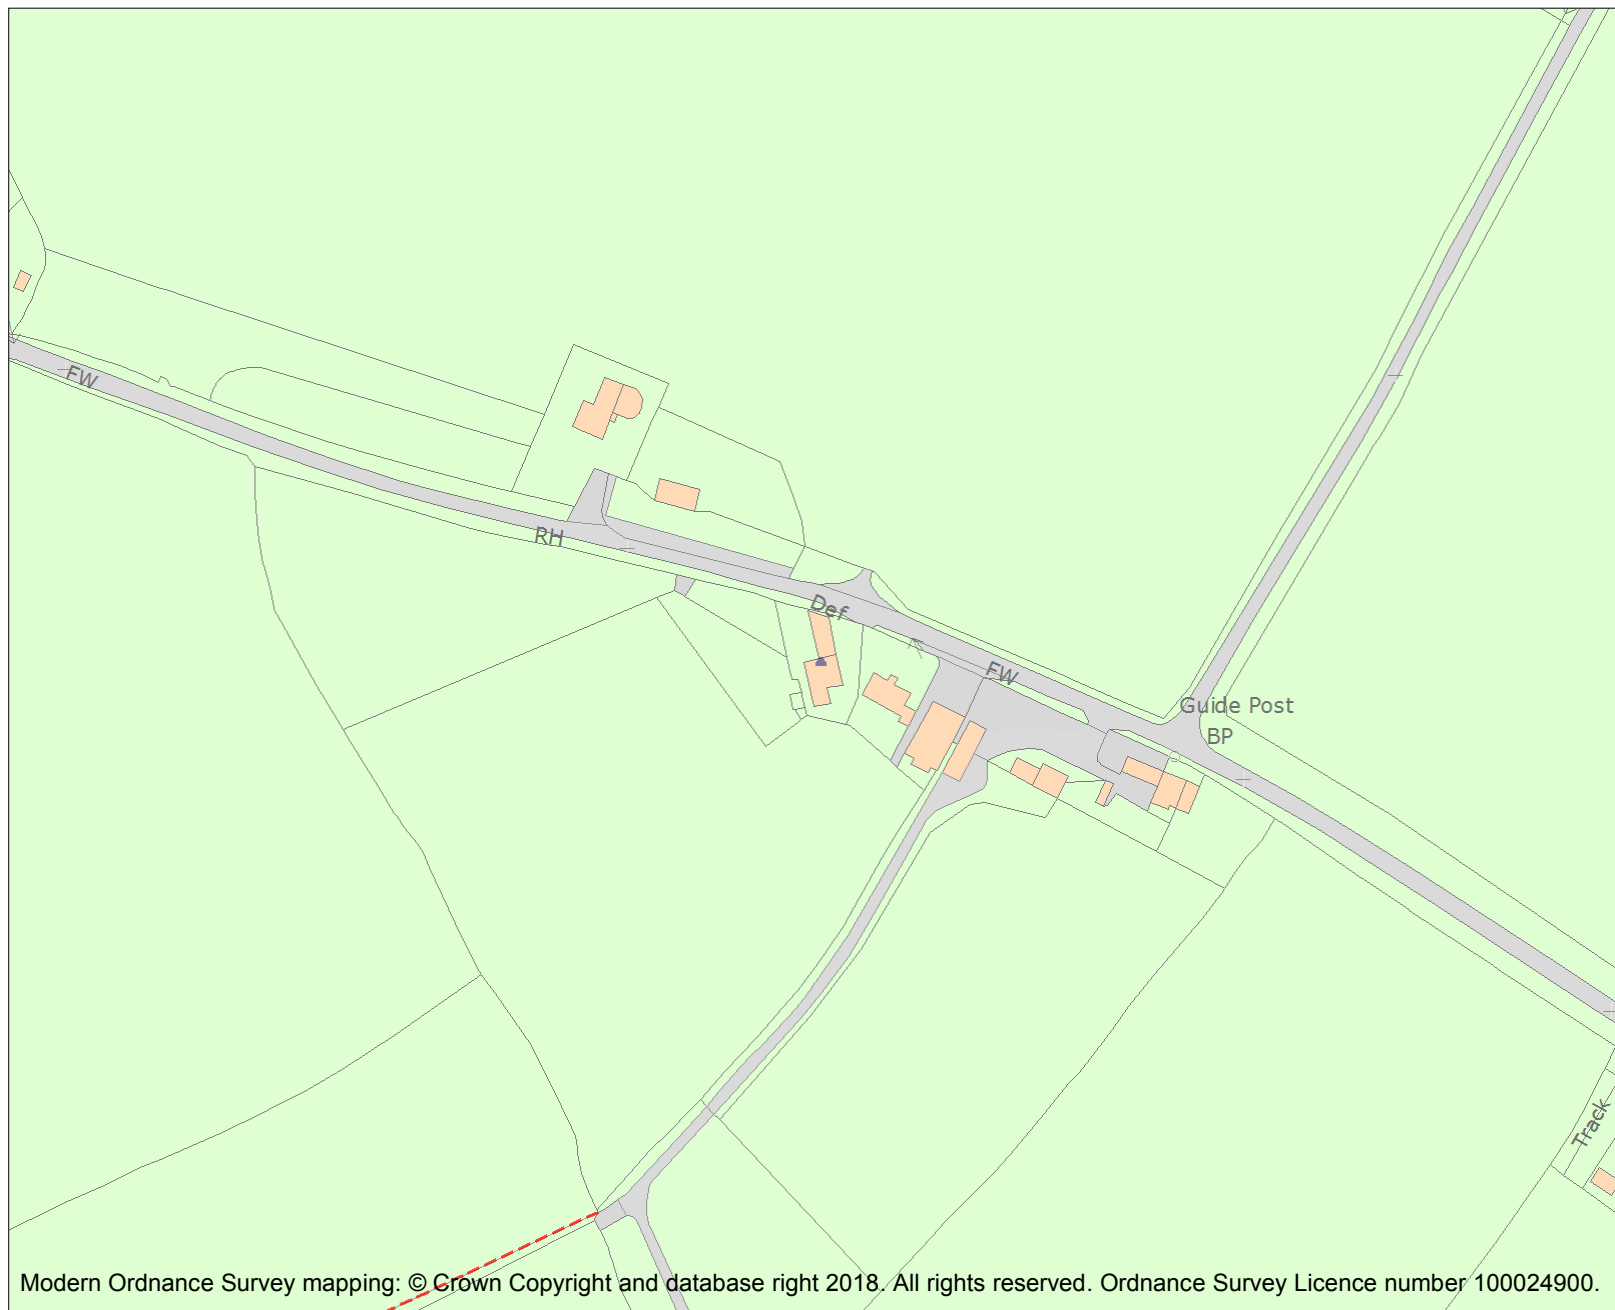 FW
RH
Def
FW
Guide Post
BP
Track
Modern Ordnance Survey mapping: © Crown Copyright and database right 2018. All rights reserved. Ordnance Survey Licence number 100024900.